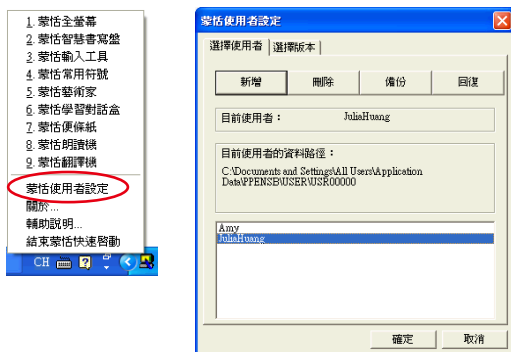 1. 蒙恬全螢幕
2. 蒙恬智慧書寫盤
3. 蒙恬輸入工具
4. 蒙恬常用符號
5. 蒙恬藝術家
6. 蒙恬學習對話盒
7. 蒙恬便條紙
8. 蒙恬朗讀機
9. 蒙恬翻譯機
蒙恬使用者設定
關於...
輔助說明...
結束蒙恬快速啟動
CH
蒙恬使用者設定
選擇使用者 選擇版本
新增 刪除 備份 回復
目前使用者： JuliaHuang
目前使用者的資料路徑：
C:\Documents and Settings\All Users\Application
Data\PPENSB\USER\USR00000
Amy
JuliaHuang
確定 取消